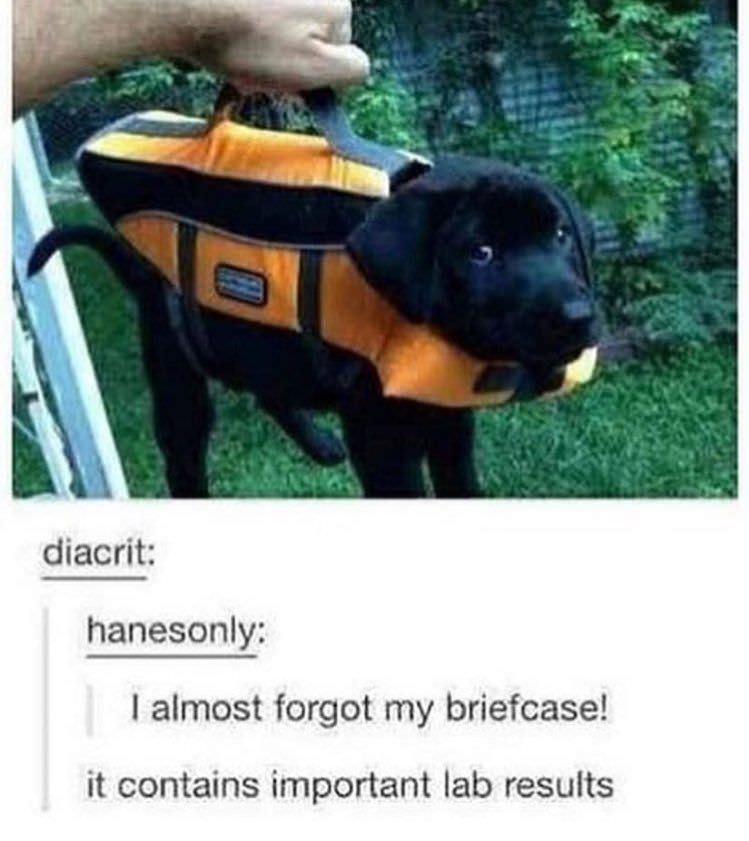 diacrit:
hanesonly:
I almost forgot my briefcase!
it contains important lab results